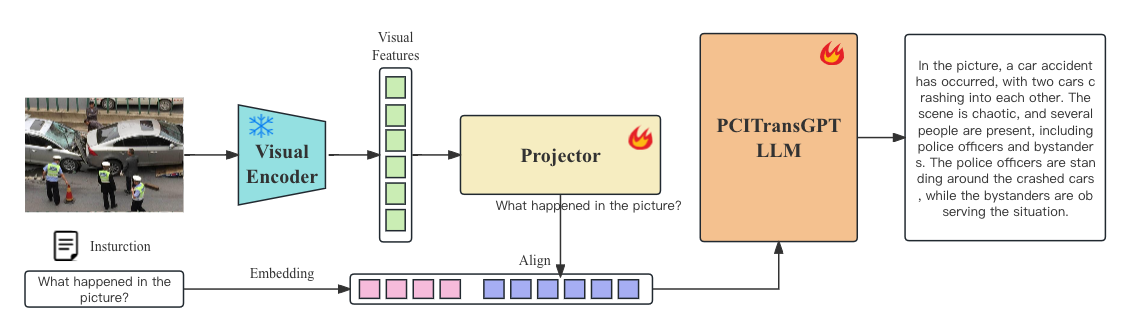 Visual
Features
Visual
Encoder
Projector
PCITransGPT
LLM
In the picture, a car accident
has occurred, with two cars c
rashing into each other. The
scene is chaotic, and several
people are present, including
police officers and bystander
s. The police officers are stan
ding around the crashed cars
, while the bystanders are ob
serving the situation.
What happened in the picture?
Insturction
What happened in the
picture?
Embedding
Align